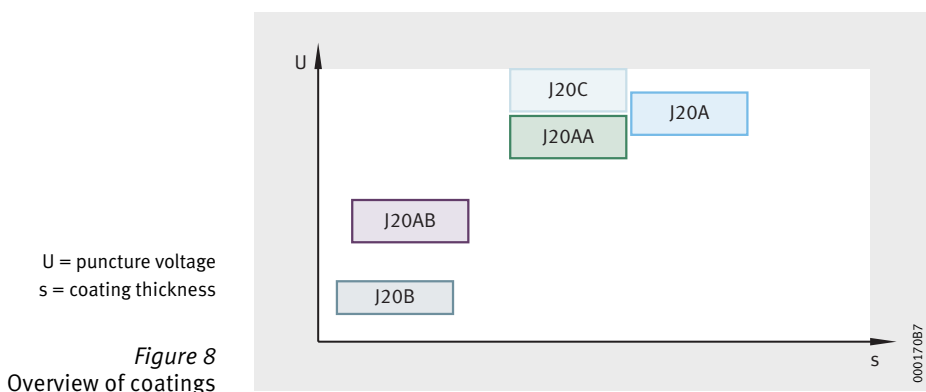 U
J20C
J20A
J20AA
J20AB
J20B
s
U = puncture voltage
s = coating thickness
Figure 8
Overview of coatings
000170B7